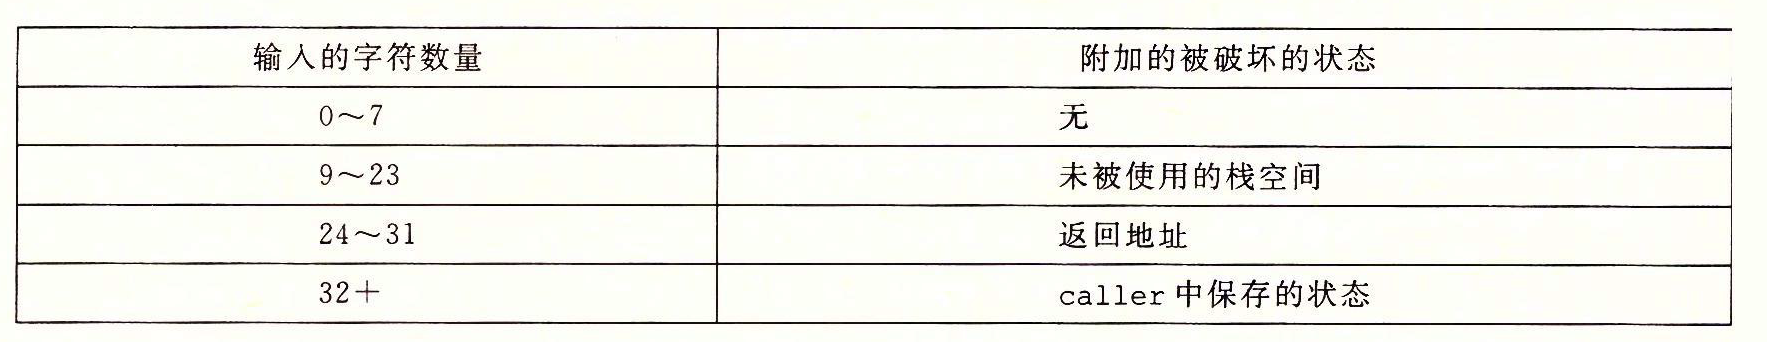 输入的字符数量 附加的被破坏的状态
0～7 无
9～23 未被使用的栈空间
24～31 返回地址
32+ caller 中保存的状态